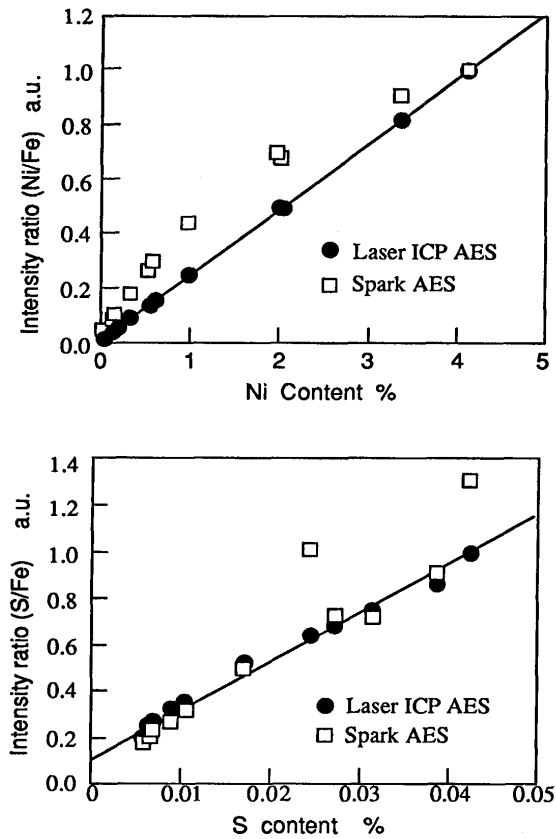 1.2
1.0
0.8
0.6
0.4
0.2
0.0
Intensity ratio (Ni/Fe) a.u.
Laser ICP AES
Spark AES
0 1 2 3 4 5
Ni Content %
1.4
1.2
1.0
0.8
0.6
0.4
0.2
0.0
Intensity ratio (S/Fe) a.u.
Laser ICP AES
Spark AES
0 0.01 0.02 0.03 0.04 0.05
S content %